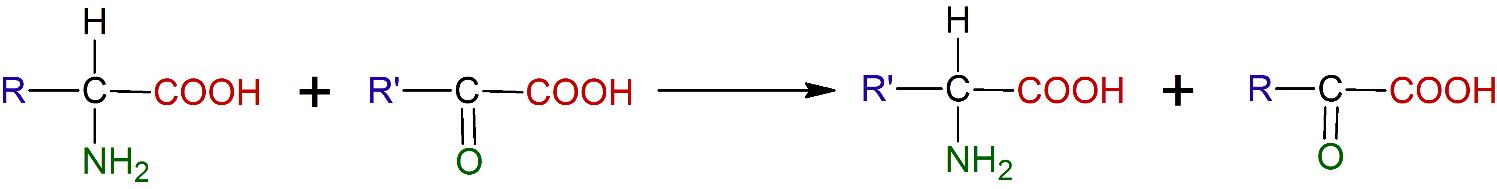 H H
R C COOH + R' C COOH R' C COOH + R C COOH
NH2 O NH2 O